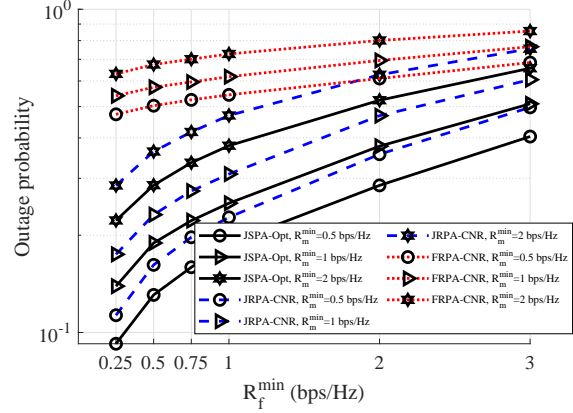 10^0
Outage probability
10^-1
JSPA-Opt, R_m^min=0.5 bps/Hz
JSPA-Opt, R_m^min=1 bps/Hz
JSPA-Opt, R_m^min=2 bps/Hz
JRPA-CNR, R_m^min=0.5 bps/Hz
JRPA-CNR, R_m^min=1 bps/Hz
JRPA-CNR, R_m^min=2 bps/Hz
FRPA-CNR, R_m^min=0.5 bps/Hz
FRPA-CNR, R_m^min=1 bps/Hz
FRPA-CNR, R_m^min=2 bps/Hz
0.25 0.5 0.75 1 2 3
R_f^min (bps/Hz)